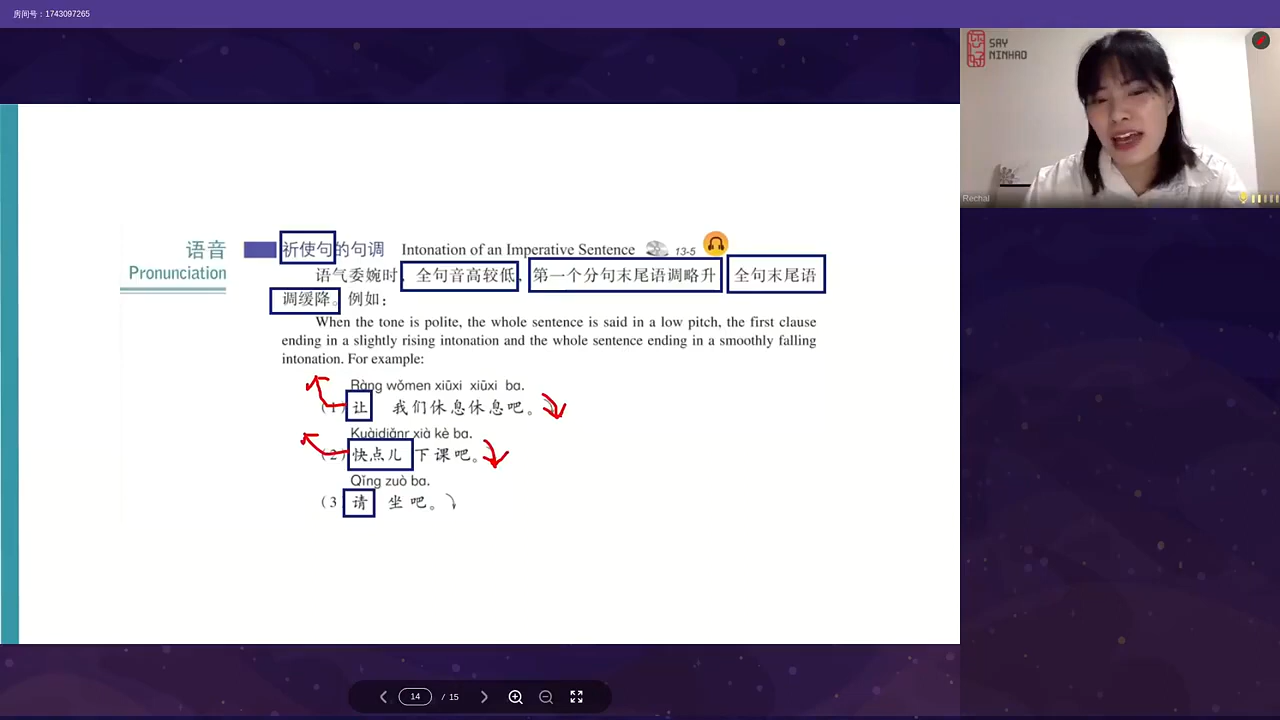 房间号：1743097265
SAY
NINHAO
Rechal
语音
Pronunciation
祈使句的句调 Intonation of an Imperative Sentence 13-5
语气委婉时，全句音高较低，第一个分句末尾语调略升，全句末尾语
调缓降。例如：
When the tone is polite, the whole sentence is said in a low pitch, the first clause
ending in a slightly rising intonation and the whole sentence ending in a smoothly falling
intonation. For example:
Ràng wǒmen xiūxi xiūxi ba.
(1) 让 我们休息休息吧。
Kuàidiǎnr xià kè ba.
(2) 快点儿下课吧。
Qǐng zuò ba.
(3 请 坐吧。
14 / 15